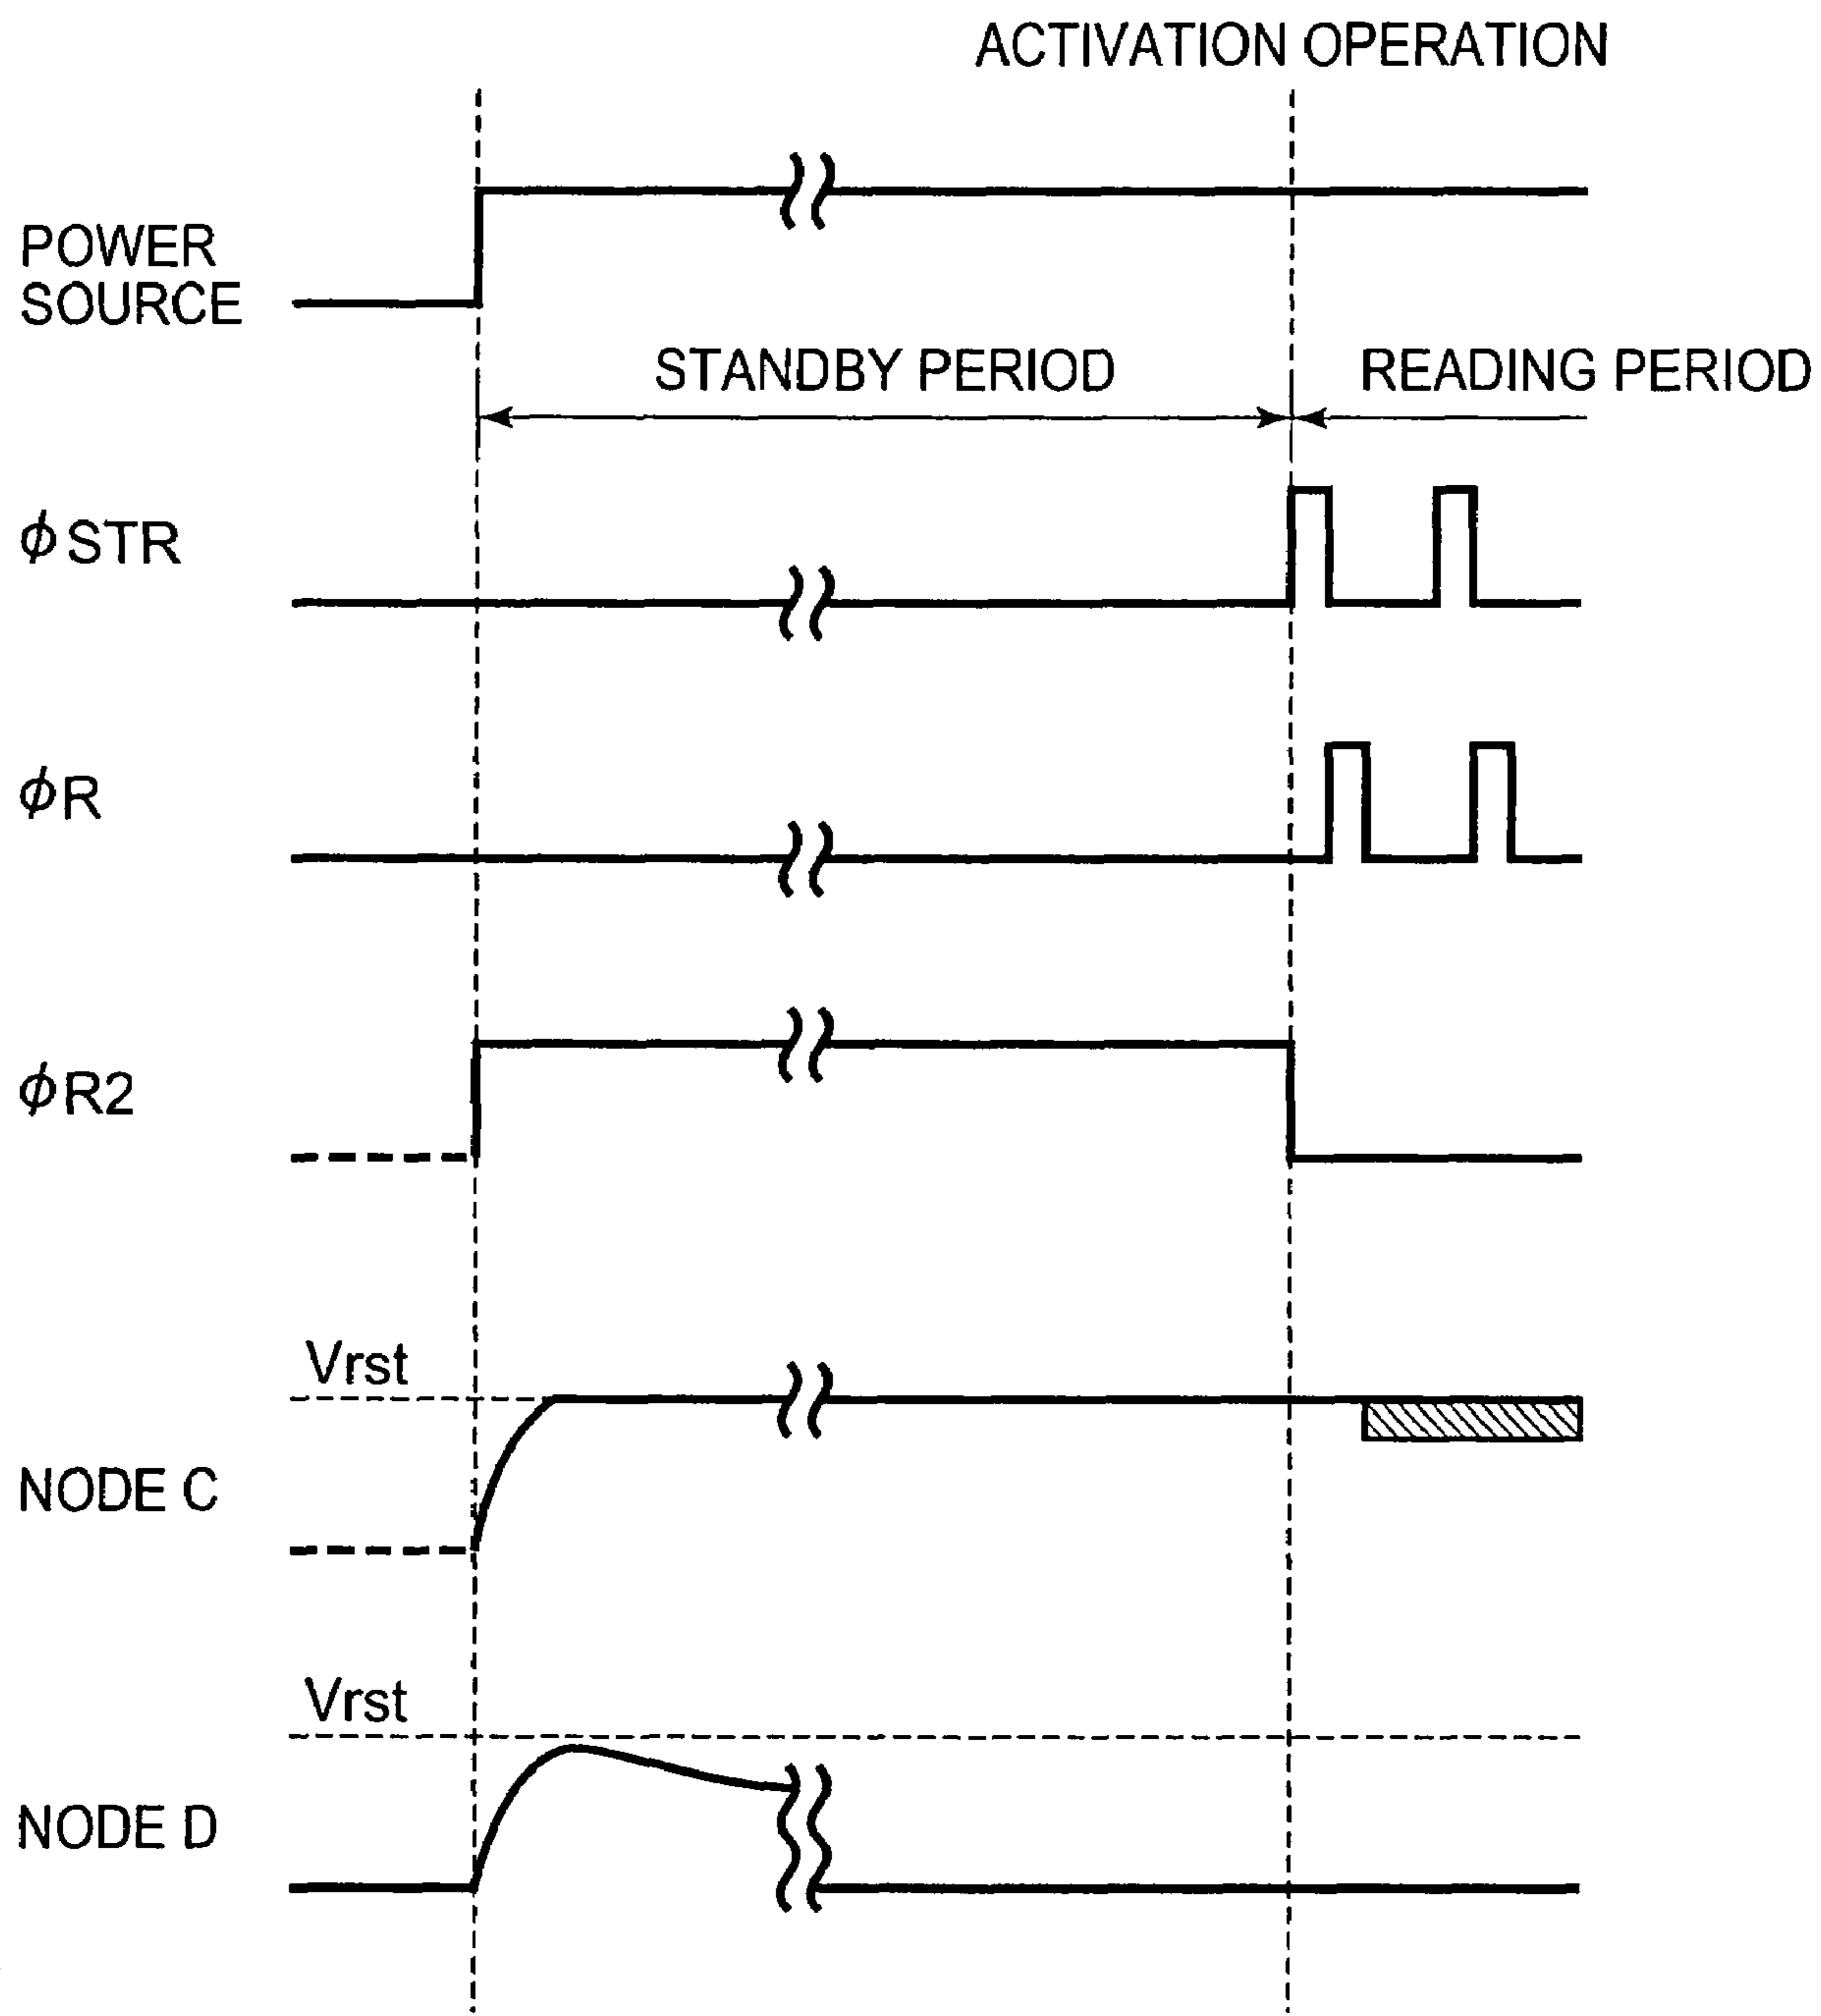 ACTIVATION OPERATION
POWER
SOURCE
STANDBY PERIOD
READING PERIOD
ϕSTR
ϕR
ϕR2
Vrst
NODE C
Vrst
NODE D